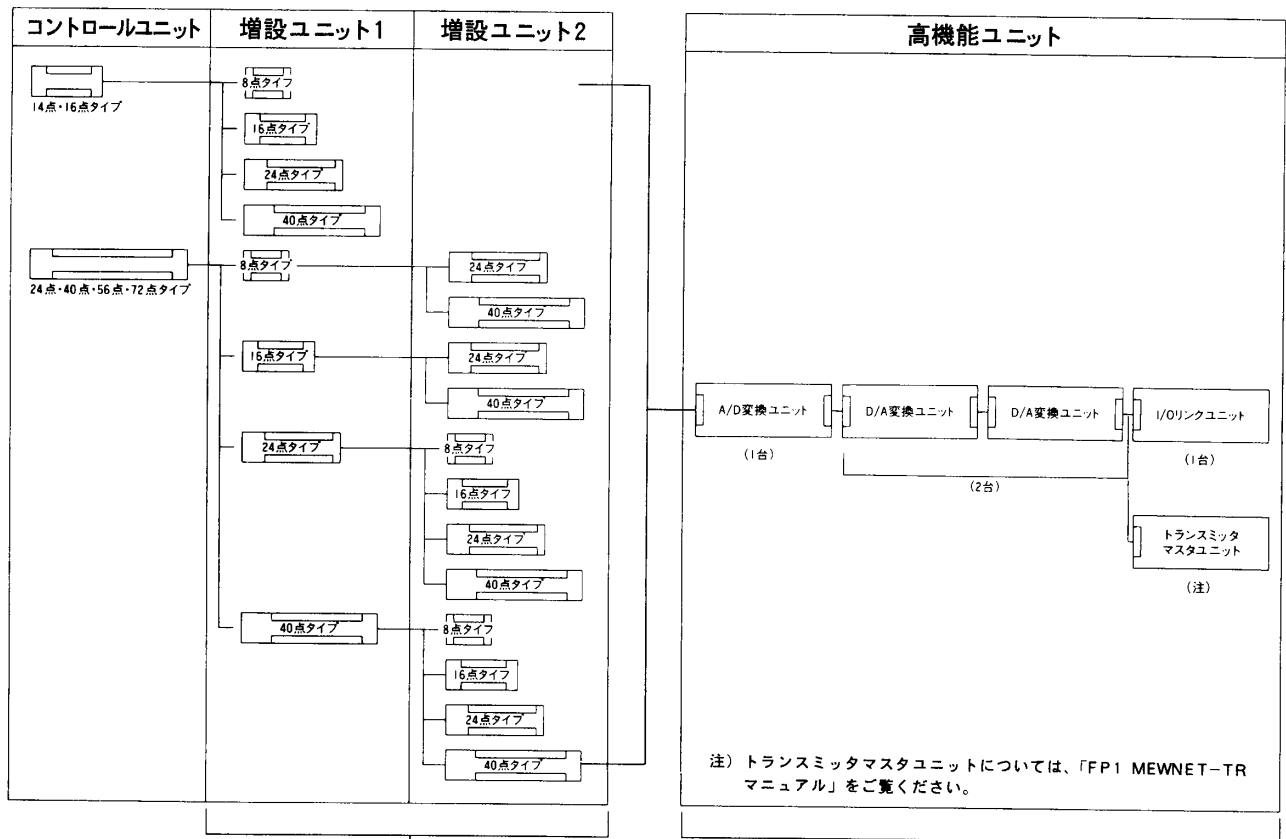 コントロールユニット
増設ユニット1
増設ユニット2
高機能ユニット
14点・16点タイプ
8点タイプ
16点タイプ
24点タイプ
40点タイプ
24点・40点・56点・72点タイプ
8点タイプ
24点タイプ
40点タイプ
16点タイプ
24点タイプ
40点タイプ
24点タイプ
8点タイプ
16点タイプ
24点タイプ
40点タイプ
40点タイプ
8点タイプ
16点タイプ
24点タイプ
40点タイプ
A/D変換ユニット
D/A変換ユニット
D/A変換ユニット
I/Oリンクユニット
(1台)
(2台)
(1台)
トランスミッタ
マスタユニット
(注)
注) トランスミッタマスタユニットについては、「FP1 MEWNET-TR
マニュアル」をご覧ください。